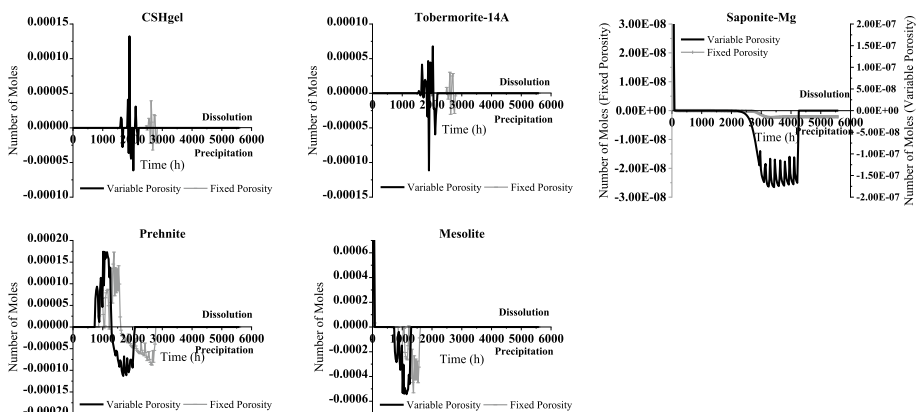 CSHgel
0.00015
0.00010
0.00005
0.00000
-0.00005
-0.00010
Number of Moles
Dissolution
0 1000 2000 3000 4000 5000 6000
Precipitation
Time (h)
Variable Porosity Fixed Porosity
Tobermorite-14A
0.00010
0.00005
0.00000
-0.00005
-0.00010
-0.00015
Number of Moles
Dissolution
0 1000 2000 3000 4000 5000 6000
Time (h)
Precipitation
Variable Porosity Fixed Porosity
Saponite-Mg
3.00E-08
2.00E-08
1.00E-08
0.00E+00
-1.00E-08
-2.00E-08
-3.00E-08
Number of Moles (Fixed Porosity)
Variable Porosity
Fixed Porosity
Dissolution
0 1000 2000 3000 4000 5000 6000
Time (h)
Precipitation
2.00E-07
1.50E-07
1.00E-07
5.00E-08
0.00E+00
-5.00E-08
-1.00E-07
-1.50E-07
-2.00E-07
Number of Moles (Variable Porosity)
Prehnite
0.00020
0.00015
0.00010
0.00005
0.00000
-0.00005
-0.00010
-0.00015
-0.00020
Number of Moles
Dissolution
0 1000 2000 3000 4000 5000 6000
Precipitation
Time (h)
Variable Porosity Fixed Porosity
Mesolite
0.0006
0.0004
0.0002
0.0000
-0.0002
-0.0004
-0.0006
Number of Moles
Dissolution
0 1000 2000 3000 4000 5000 6000
Precipitation
Time (h)
Variable Porosity Fixed Porosity